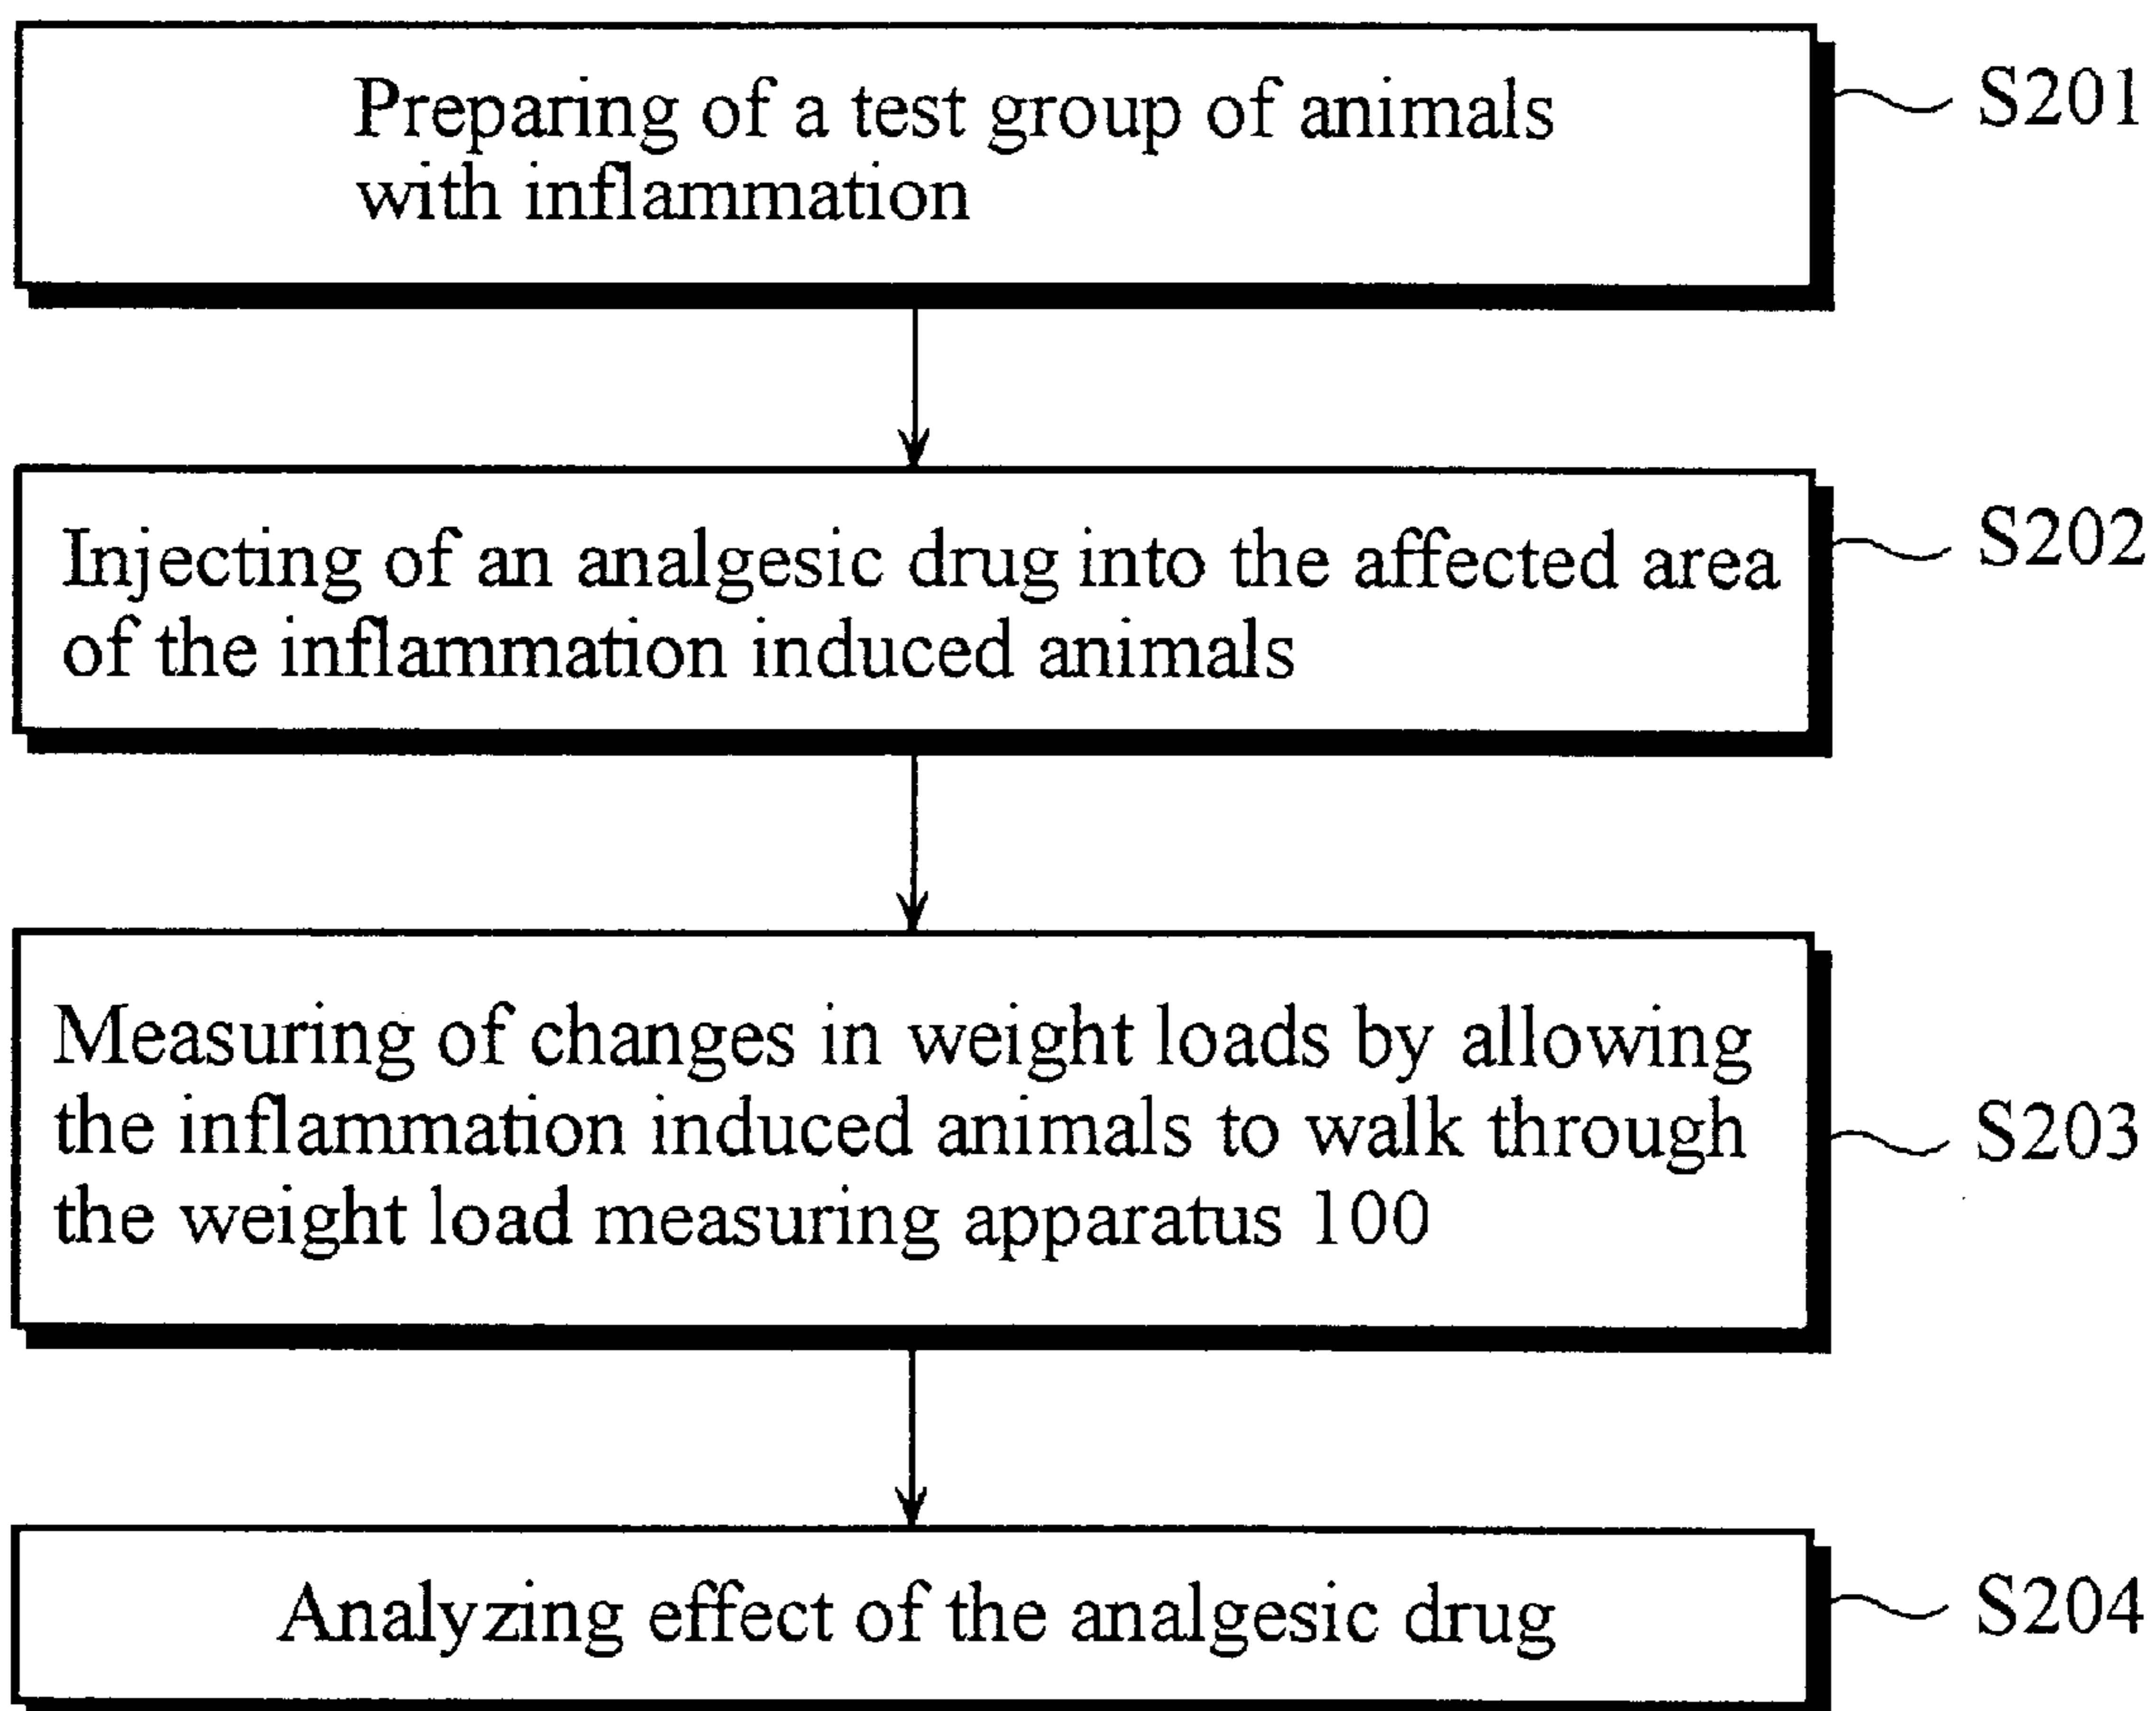 Preparing of a test group of animals
with inflammation
S201
Injecting of an analgesic drug into the affected area
of the inflammation induced animals
S202
Measuring of changes in weight loads by allowing
the inflammation induced animals to walk through
the weight load measuring apparatus 100
S203
Analyzing effect of the analgesic drug
S204